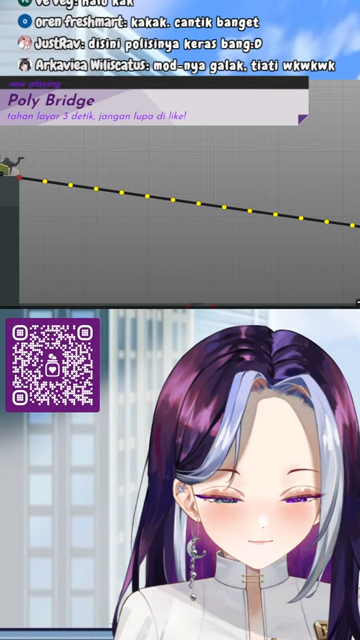 ve vey: halo kak
oren freshmart: kakak, cantik banget
JustRav: disini polisinya keras bang:D
Arkaviea Wiliscatus: mod-nya galak, tiati wkwkwk
now playing
Poly Bridge
tahan layar 3 detik, jangan lupa di like!